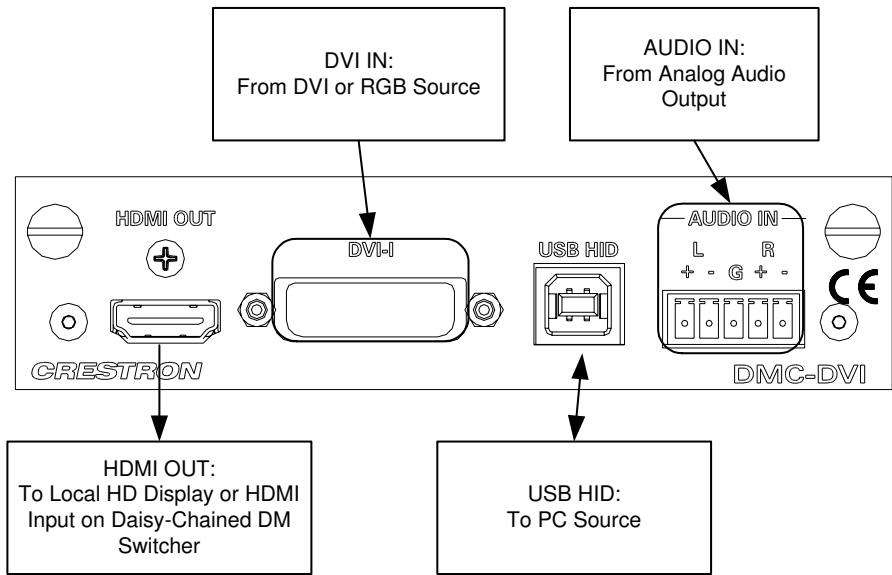 DVI IN:
From DVI or RGB Source
AUDIO IN:
From Analog Audio
Output
HDMI OUT
DVI-I
USB HID
AUDIO IN
L R
+ - G + -
CE
CRESTRON
DMC-DVI
HDMI OUT:
To Local HD Display or HDMI
Input on Daisy-Chained DM
Switcher
USB HID:
To PC Source